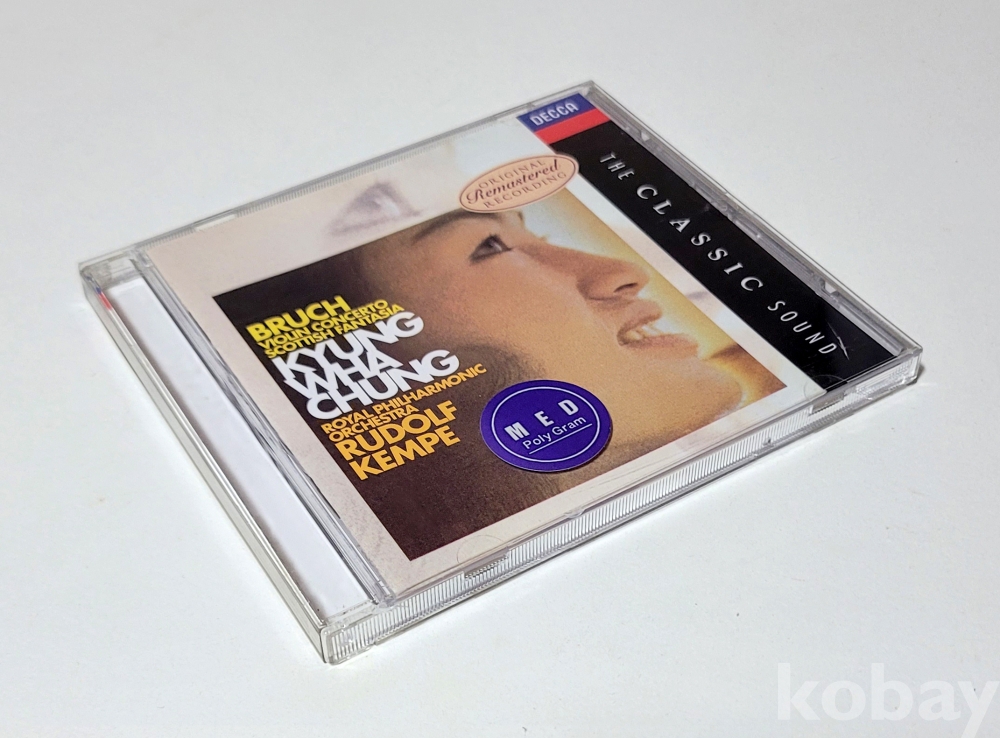 DECCA
THE CLASSIC SOUND
ORIGINAL
Remastered
RECORDING
BRUCH
VIOLIN CONCERTO
SCOTTISH FANTASIA
KYUNG
WHA
CHUNG
ROYAL PHILHARMONIC
ORCHESTRA
RUDOLF
KEMPE
MED
PolyGram
kobay